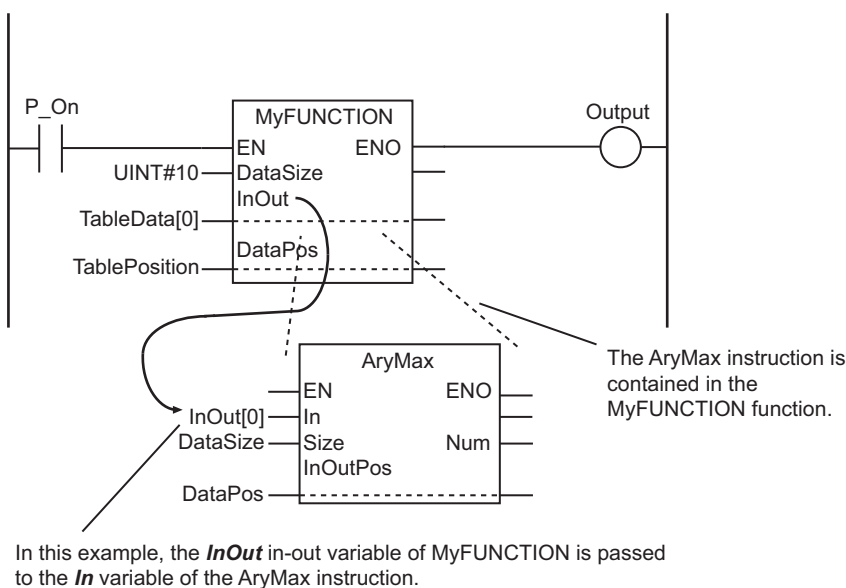 P_On
MyFUNCTION
Output
EN ENO
UINT#10 DataSize
InOut
TableData[0]
DataPos
TablePosition
AryMax
The AryMax instruction is
contained in the
MyFUNCTION function.
EN ENO
InOut[0] In
DataSize Size Num
InOutPos
DataPos
In this example, the InOut in-out variable of MyFUNCTION is passed
to the In variable of the AryMax instruction.